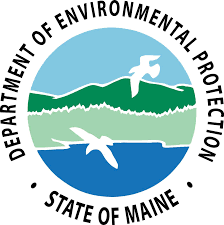 DEPARTMENT OF ENVIRONMENTAL PROTECTION
• STATE OF MAINE •